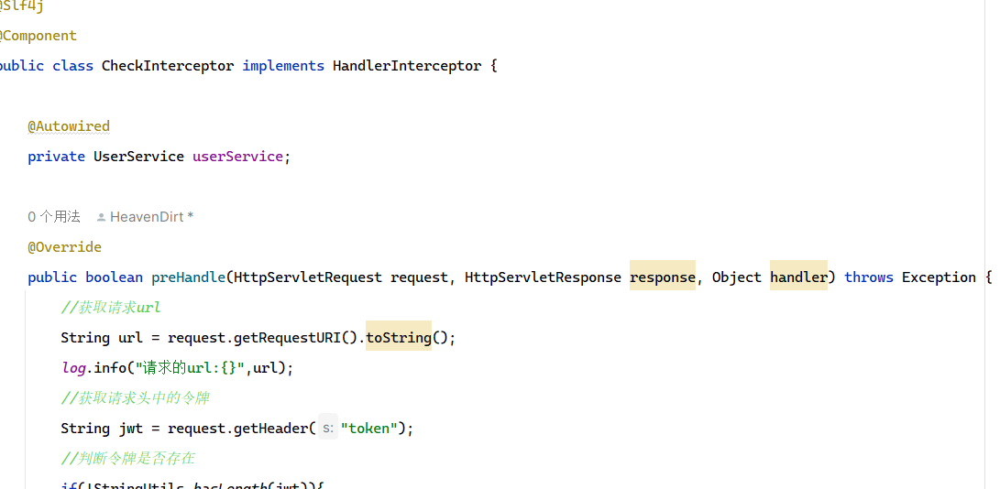 @Slf4j
@Component
public class CheckInterceptor implements HandlerInterceptor {
@Autowired
private UserService userService;
0 个用法 HeavenDirt *
@Override
public boolean preHandle(HttpServletRequest request, HttpServletResponse response, Object handler) throws Exception {
//获取请求url
String url = request.getRequestURI().toString();
log.info("请求的url:{}",url);
//获取请求头中的令牌
String jwt = request.getHeader( s: "token");
//判断令牌是否存在
if(!StringUtils.hasLength(jwt)){